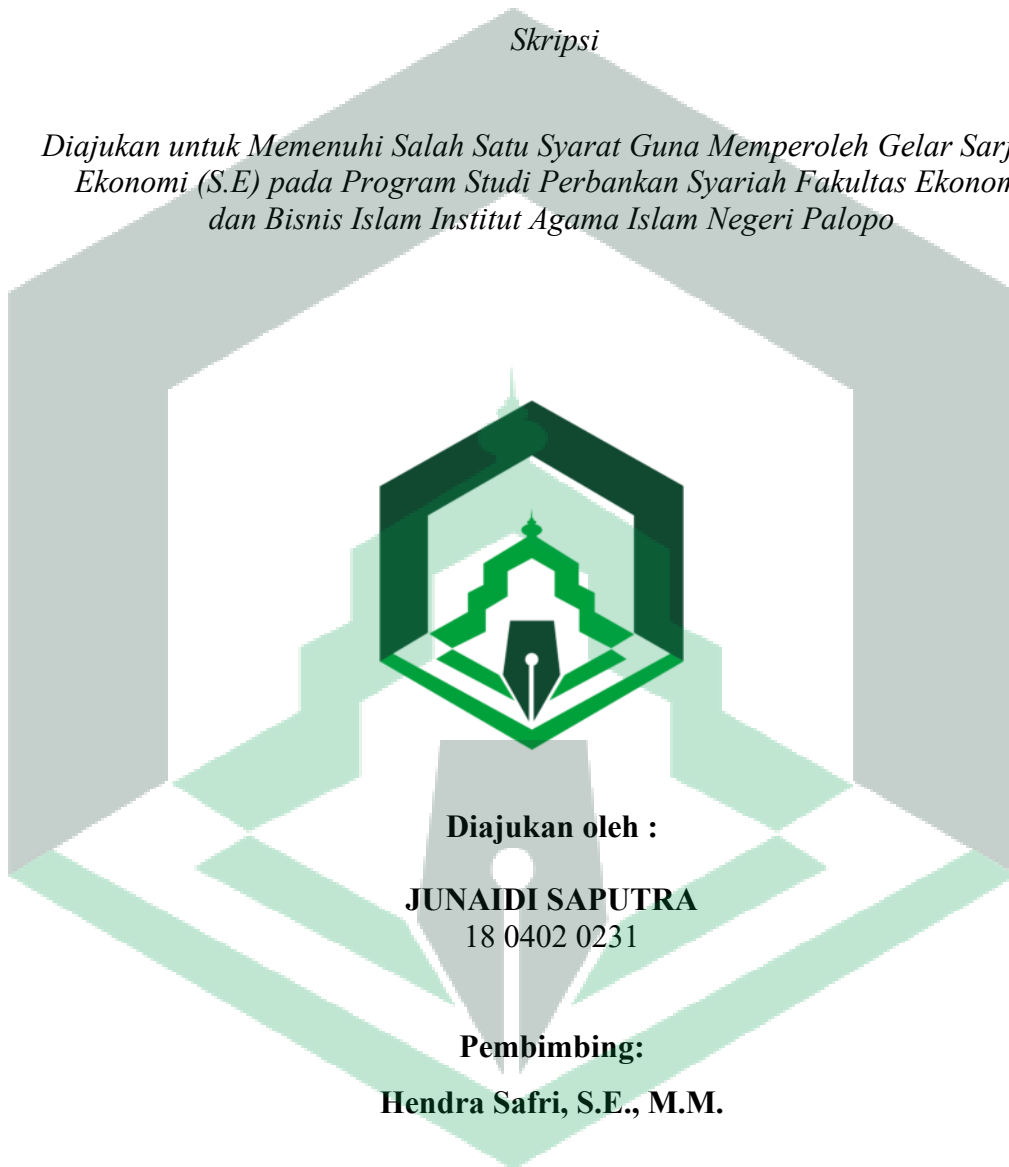 Skripsi
Diajukan untuk Memenuhi Salah Satu Syarat Guna Memperoleh Gelar
Ekonomi (S.E) pada Program Studi Perbankan Syariah Fakultas
dan Bisnis Islam Institut Agama Islam Negeri Palopo
Diajukan oleh :
JUNAIDI SAPUTRA
18 0402 0231
Pembimbing:
Hendra Safri, S.E., M.M.